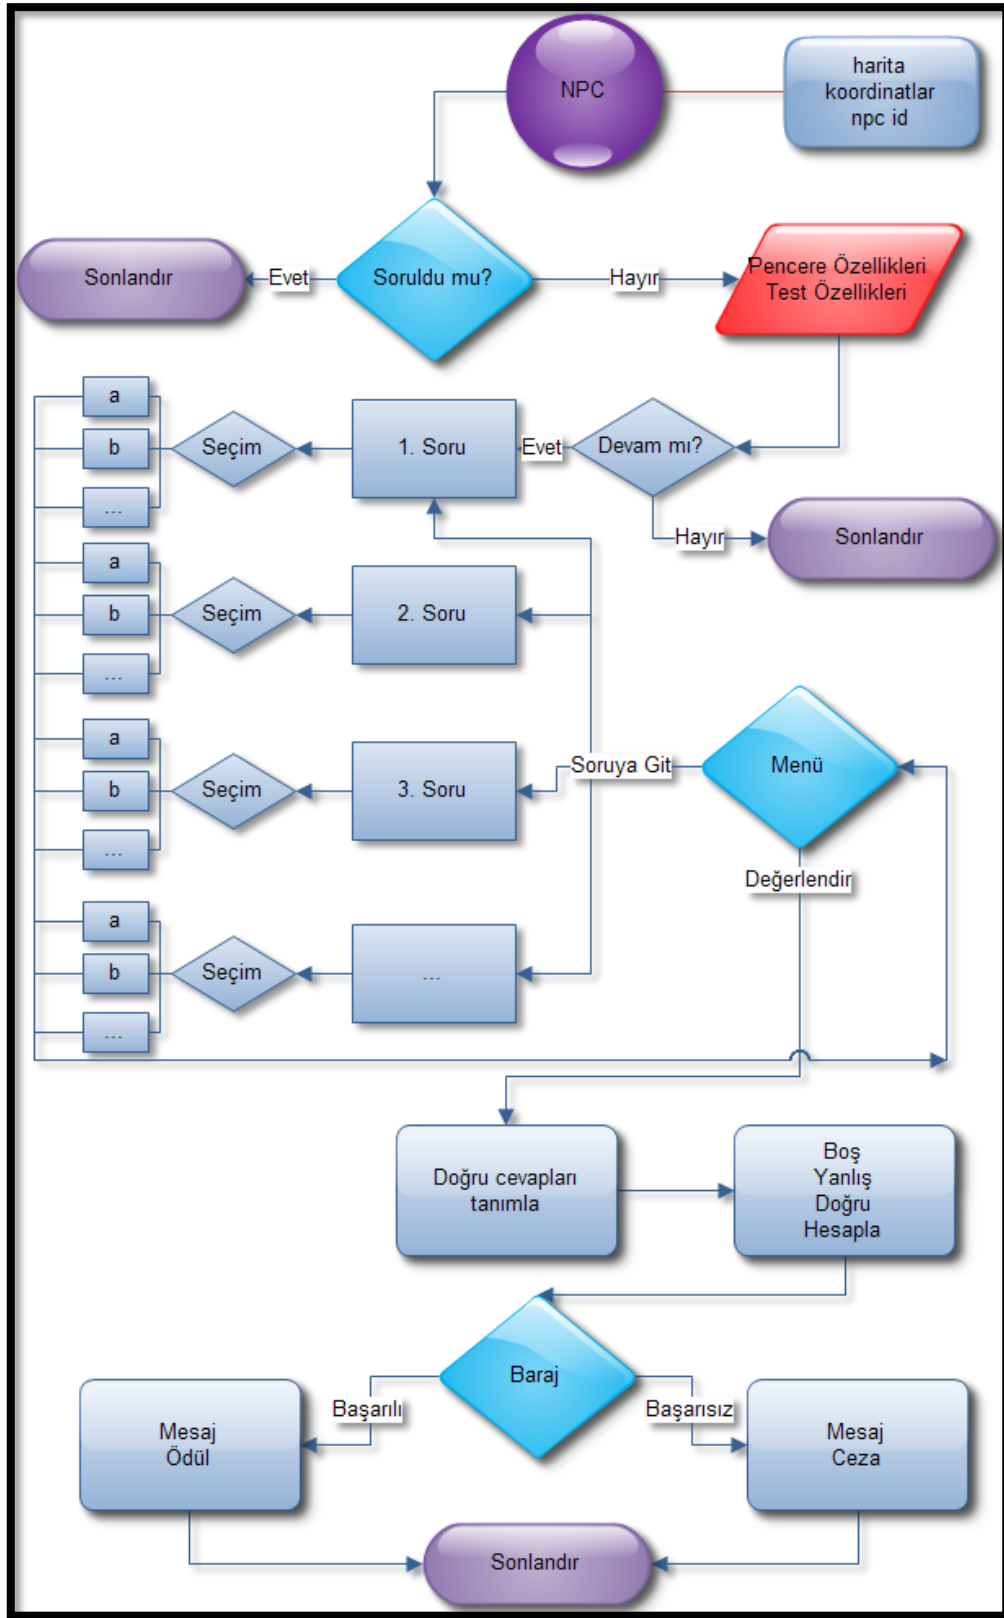 NPC
harita
koordinatlar
npc id
Sonlandır
Evet
Soruldu mu?
Hayır
Pencere Özellikleri
Test Özellikleri
a
b
...
Seçim
1. Soru
Evet
Devam mı?
Hayır
Sonlandır
a
b
...
Seçim
2. Soru
a
b
...
Seçim
3. Soru
Soruya Git
Menü
Değerlendir
a
b
...
Seçim
...
Doğru cevapları
tanımla
Boş
Yanlış
Doğru
Hesapla
Baraj
Başarılı
Başarısız
Mesaj
Ödül
Mesaj
Ceza
Sonlandır